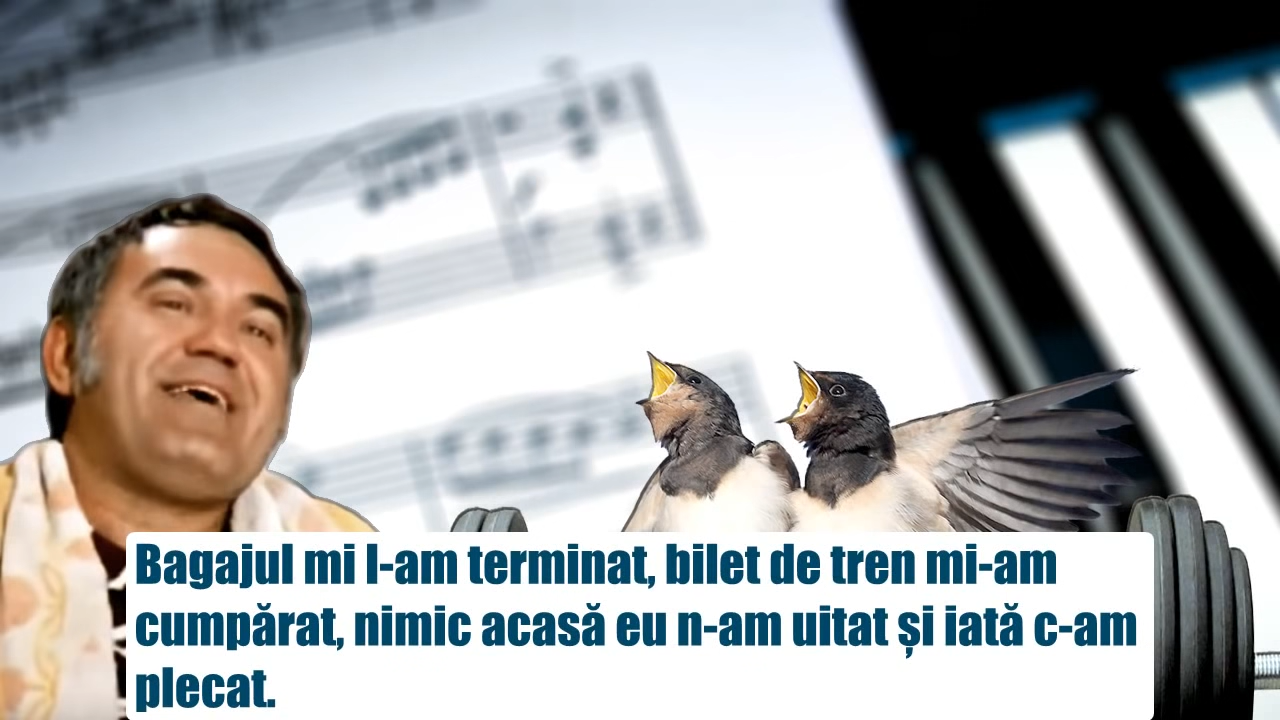 Bagajul mi l-am terminat, bilet de tren mi-am
cumpărat, nimic acasă eu n-am uitat și iată c-am
plecat.